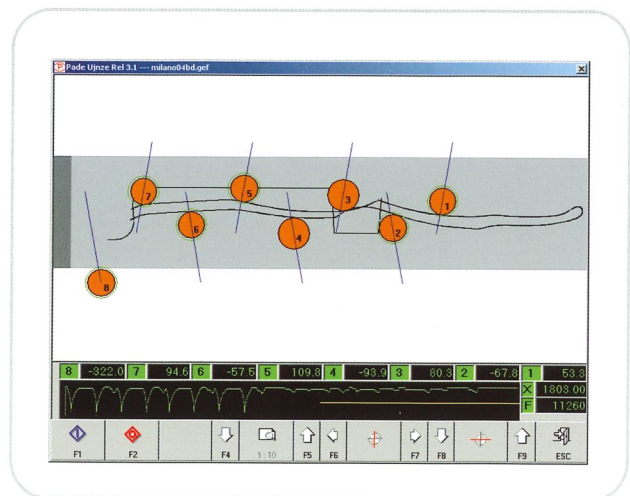 Pade Ujnze Rel 3.1 --- milano04bd.gef
7 5 3 1
6 4 2
8
8 -322.0 7 94.6 6 -57.5 5 109.8 4 -93.9 3 80.3 2 -67.8 1 53.3
X 1803.00
F 11260
1:10
F1 F2 F4 F5 F6 F7 F8 F9 ESC